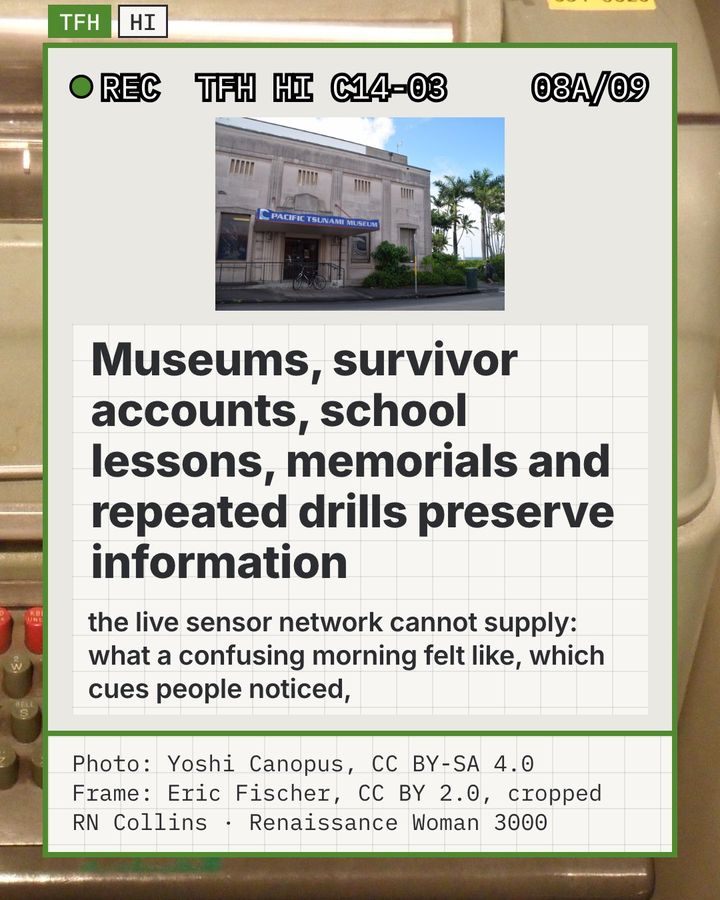 TFH HI
REC TFH HI C14-03 08A/09
PACIFIC TSUNAMI MUSEUM
Museums, survivor
accounts, school
lessons, memorials and
repeated drills preserve
information
the live sensor network cannot supply:
what a confusing morning felt like, which
cues people noticed,
W
BELL
S
Photo: Yoshi Canopus, CC BY-SA 4.0
Frame: Eric Fischer, CC BY 2.0, cropped
RN Collins · Renaissance Woman 3000